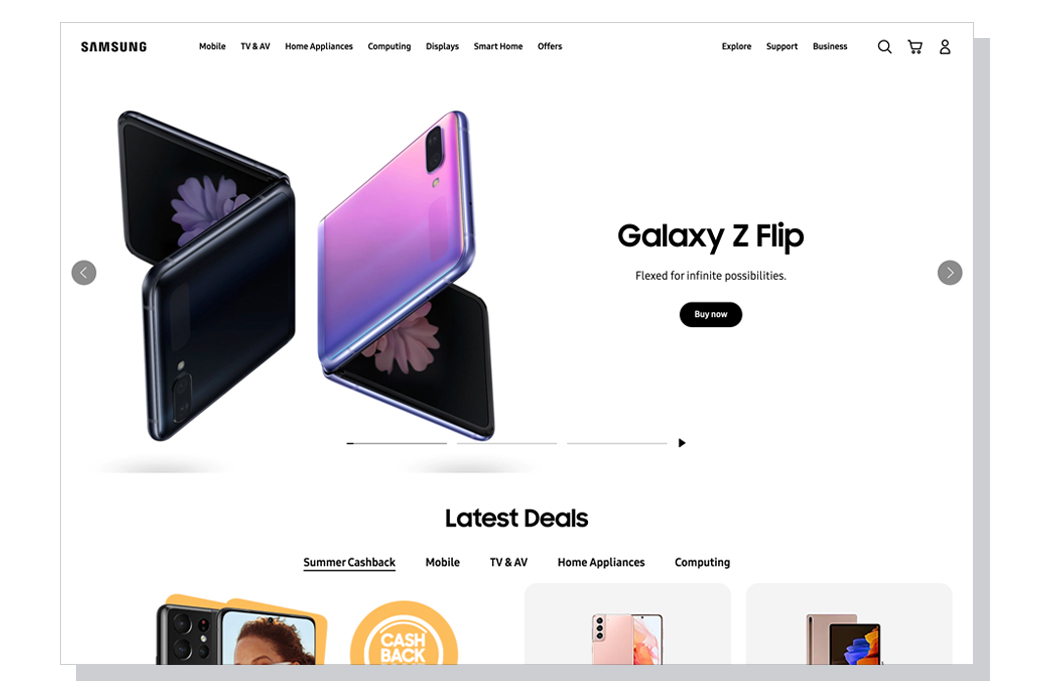 SAMSUNG
Mobile TV & AV Home Appliances Computing Displays Smart Home Offers
Explore Support Business
Galaxy Z Flip
Flexed for infinite possibilities.
Buy now
Latest Deals
Summer Cashback Mobile TV & AV Home Appliances Computing
CASH
BACK